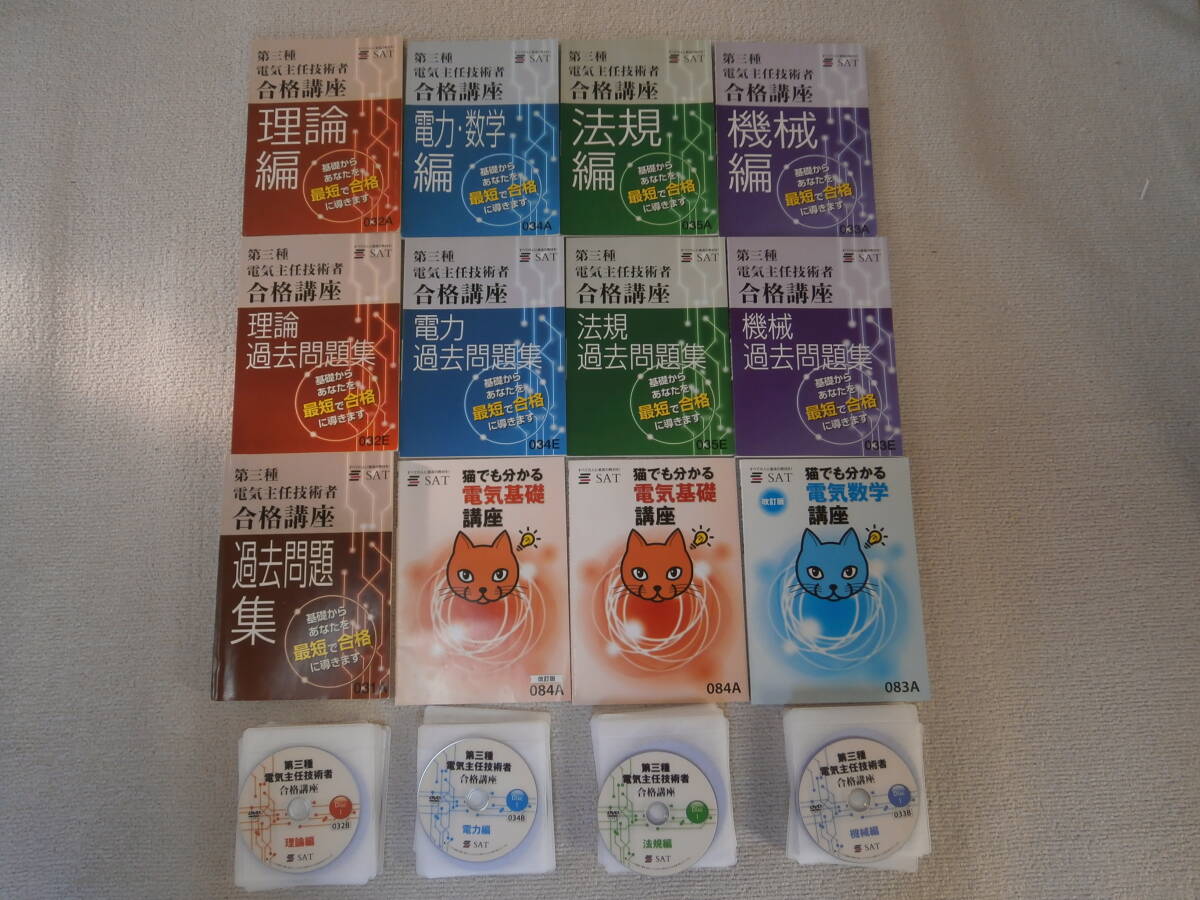 第三種
電気主任技術者
合格講座
SAT
理論
編
基礎から
あなたを
最短で合格
に導きます
032A
第三種
電気主任技術者
合格講座
SAT
電力・数学
編
基礎から
あなたを
最短で合格
に導きます
034A
第三種
電気主任技術者
合格講座
SAT
法規
編
基礎から
あなたを
最短で合格
に導きます
035A
第三種
電気主任技術者
合格講座
SAT
機械
編
基礎から
あなたを
最短で合格
に導きます
033A
第三種
電気主任技術者
合格講座
SAT
理論
過去問題集
基礎から
あなたを
最短で合格
に導きます
032E
第三種
電気主任技術者
合格講座
SAT
電力
過去問題集
基礎から
あなたを
最短で合格
に導きます
034E
第三種
電気主任技術者
合格講座
SAT
法規
過去問題集
基礎から
あなたを
最短で合格
に導きます
035E
第三種
電気主任技術者
合格講座
SAT
機械
過去問題集
基礎から
あなたを
最短で合格
に導きます
033E
第三種
電気主任技術者
合格講座
SAT
過去問題
集
基礎から
あなたを
最短で合格
に導きます
031A
SAT
猫でも分かる
電気基礎
講座
改訂版
084A
SAT
猫でも分かる
電気基礎
講座
084A
SAT
猫でも分かる
改訂版
電気数学
講座
083A
第三種
電気主任技術者
合格講座
DVD
Disc
1
032B
理論編
SAT
第三種
電気主任技術者
合格講座
DVD
Disc
1
034B
電力編
SAT
第三種
電気主任技術者
合格講座
DVD
Disc
1
法規編
SAT
第三種
電気主任技術者
合格講座
DVD
Disc
1
033B
機械編
SAT